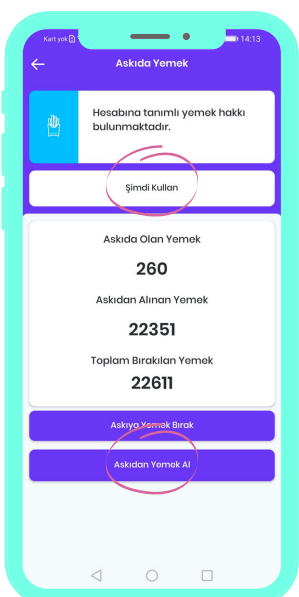 Kart yok
14:13
Askıda Yemek
Hesabına tanımlı yemek hakkı
bulunmaktadır.
Şimdi Kullan
Askıda Olan Yemek
260
Askıdan Alınan Yemek
22351
Toplam Bırakılan Yemek
22611
Askıya Yemek Bırak
Askıdan Yemek Al